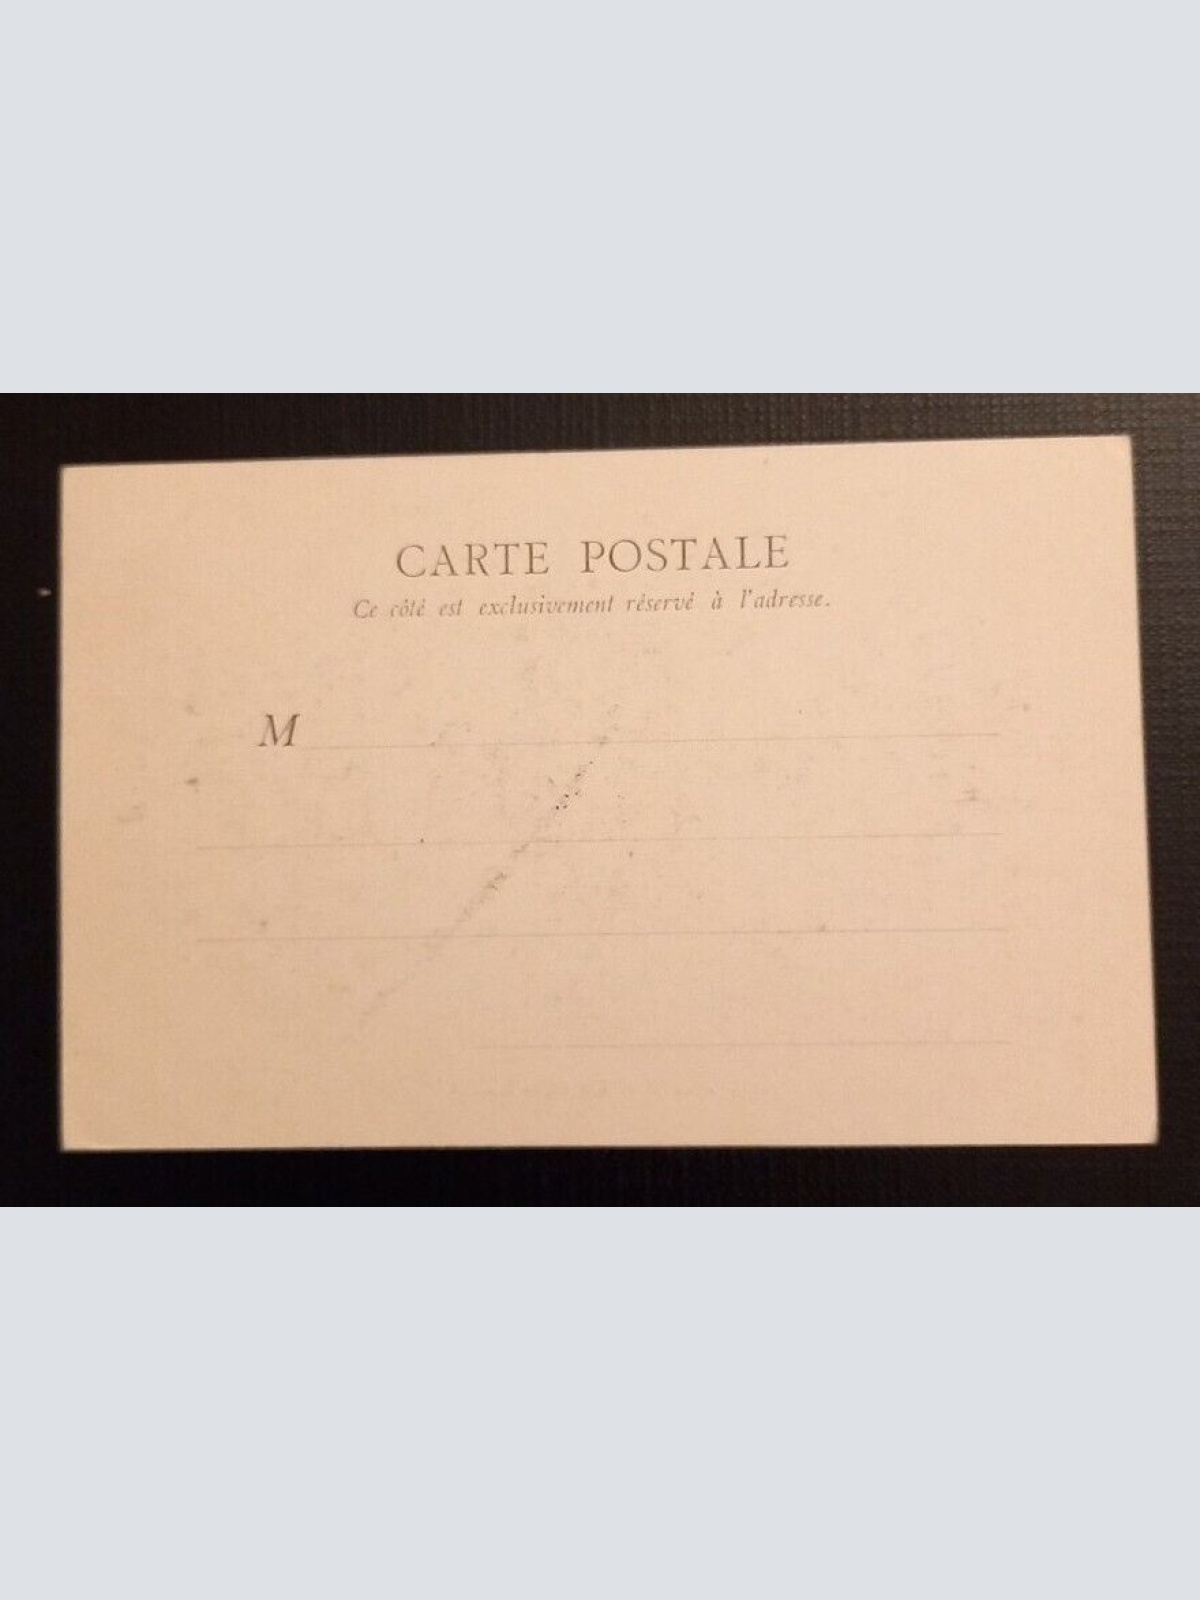 CARTE POSTALE
Ce côté est exclusivement réservé à l'adresse.
M